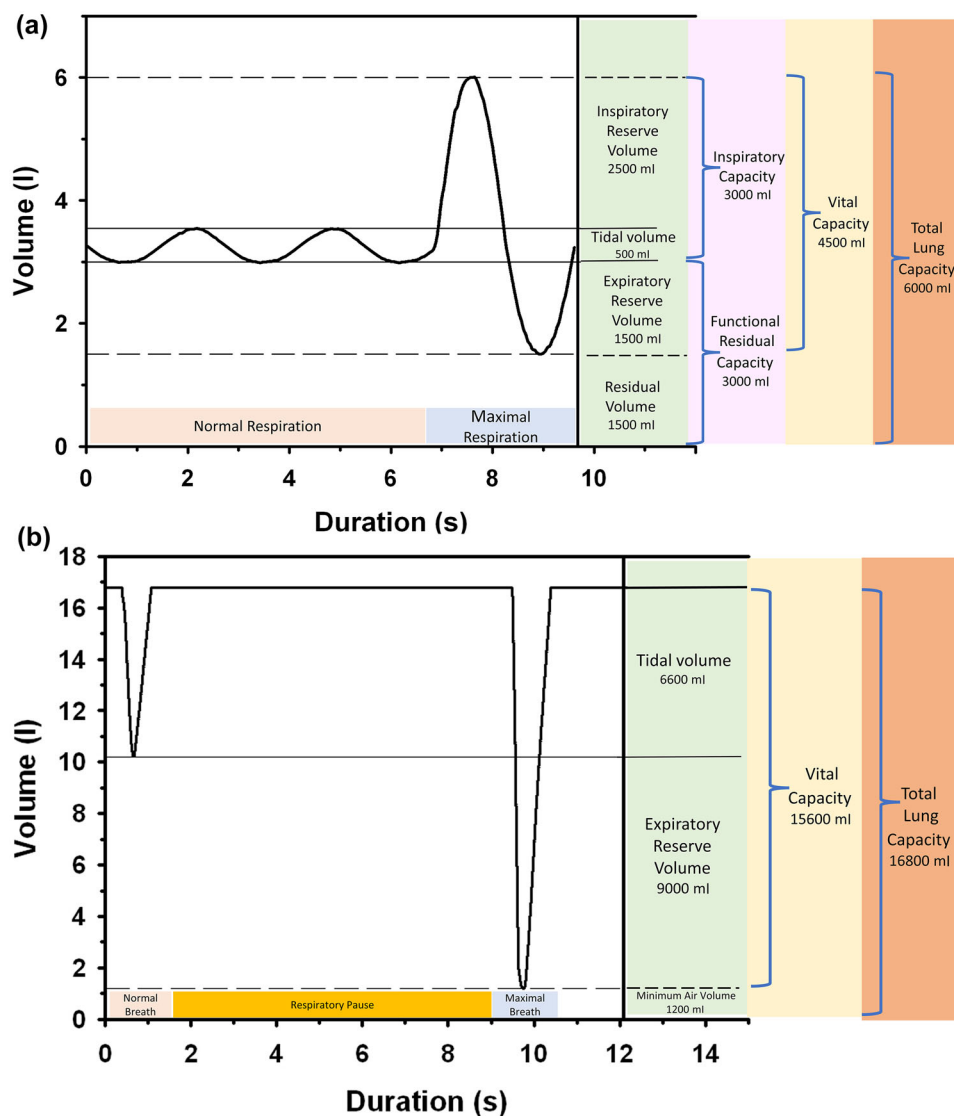 (a)
Volume (l)
6
4
2
0
0
2
4
6
8
10
Duration (s)
Normal Respiration
Maximal
Respiration
Inspiratory
Reserve
Volume
2500 ml
Tidal volume
500 ml
Expiratory
Reserve
Volume
1500 ml
Residual
Volume
1500 ml
Inspiratory
Capacity
3000 ml
Functional
Residual
Capacity
3000 ml
Vital
Capacity
4500 ml
Total
Lung
Capacity
6000 ml
(b)
Volume (l)
18
16
14
12
10
8
6
4
2
0
0
2
4
6
8
10
12
14
Duration (s)
Normal
Breath
Respiratory Pause
Maximal
Breath
Tidal volume
6600 ml
Expiratory
Reserve
Volume
9000 ml
Minimum Air Volume
1200 ml
Vital
Capacity
15600 ml
Total
Lung
Capacity
16800 ml